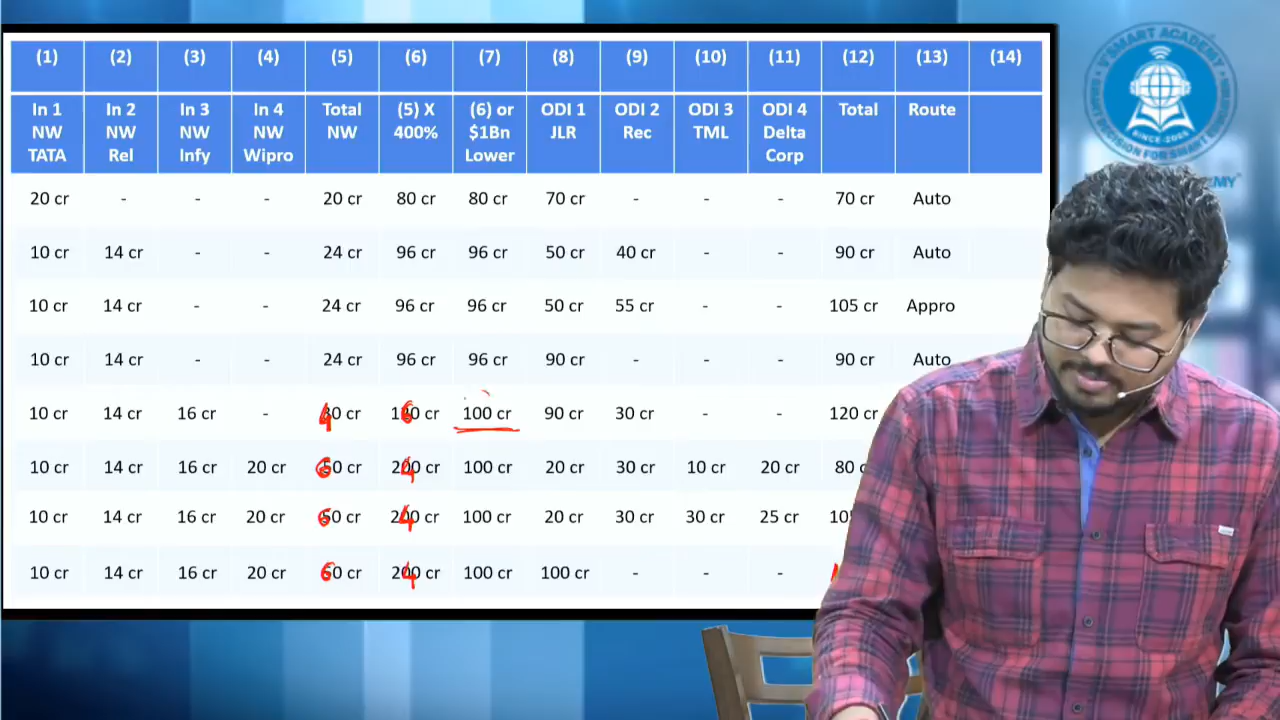 (1) (2) (3) (4) (5) (6) (7) (8) (9) (10) (11) (12) (13) (14)
In 1 NW TATA In 2 NW Rel In 3 NW Infy In 4 NW Wipro Total NW (5) X 400% (6) or $1Bn Lower ODI 1 JLR ODI 2 Rec ODI 3 TML ODI 4 Delta Corp Total Route
20 cr - - - 20 cr 80 cr 80 cr 70 cr - - - 70 cr Auto
10 cr 14 cr - - 24 cr 96 cr 96 cr 50 cr 40 cr - - 90 cr Auto
10 cr 14 cr - - 24 cr 96 cr 96 cr 50 cr 55 cr - - 105 cr Appro
10 cr 14 cr - - 24 cr 96 cr 96 cr 90 cr - - - 90 cr Auto
10 cr 14 cr 16 cr - 40 cr 160 cr 100 cr 90 cr 30 cr - - 120 cr
10 cr 14 cr 16 cr 20 cr 60 cr 240 cr 100 cr 20 cr 30 cr 10 cr 20 cr 80
10 cr 14 cr 16 cr 20 cr 60 cr 240 cr 100 cr 20 cr 30 cr 30 cr 25 cr
10 cr 14 cr 16 cr 20 cr 60 cr 240 cr 100 cr 100 cr - - -
VSMART ACADEMY
SINCE-2005